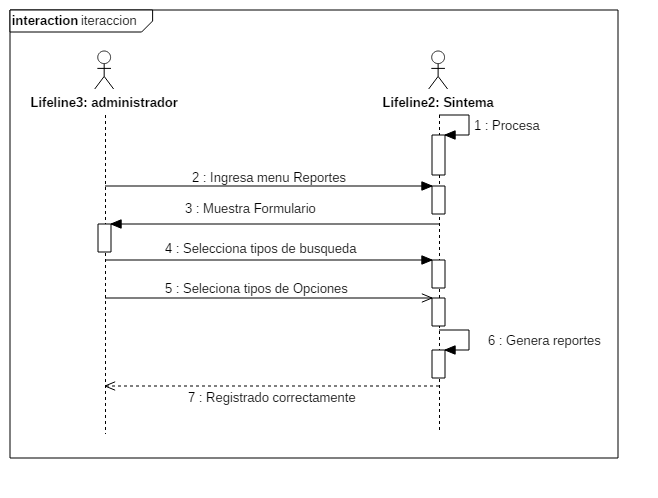 interaction iteraccion
Lifeline3: administrador
Lifeline2: Sintema
1 : Procesa
2 : Ingresa menu Reportes
3 : Muestra Formulario
4 : Selecciona tipos de busqueda
5 : Seleciona tipos de Opciones
6 : Genera reportes
7 : Registrado correctamente